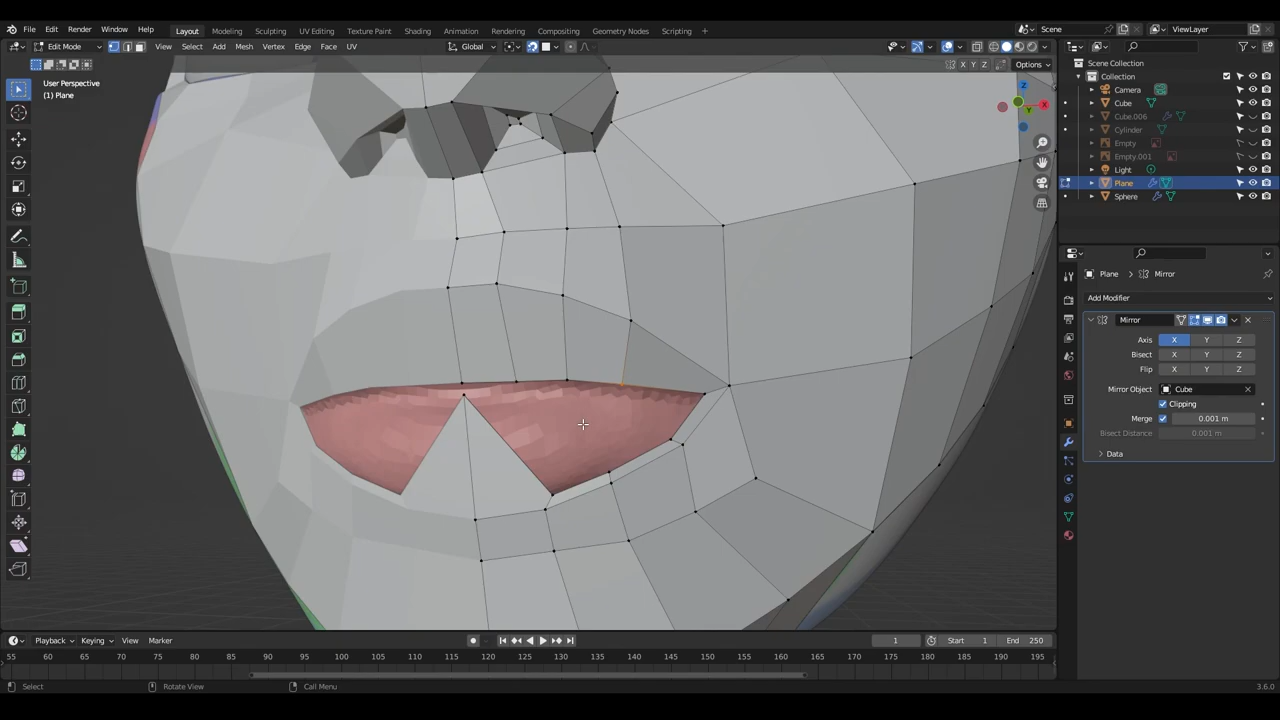 File Edit Render Window Help Layout Modeling Sculpting UV Editing Texture Paint Shading Animation Rendering Compositing Geometry Nodes Scripting Scene ViewLayer
Edit Mode View Select Add Mesh Vertex Edge Face UV Global
X Y Z Options
User Perspective
(1) Plane
Scene Collection
Collection
Camera
Cube
Cube.006
Cylinder
Empty
Empty.001
Light
Plane
Sphere
Plane Mirror
Add Modifier
Mirror
Axis X Y Z
Bisect X Y Z
Flip X Y Z
Mirror Object Cube
Clipping
Merge 0.001 m
Bisect Distance 0.001 m
Data
Playback Keying View Marker 1 Start 1 End 250
55 60 65 70 75 80 85 90 95 100 105 110 115 120 125 130 135 140 145 150 155 160 165 170 175 180 185 190 195
Select Rotate View Call Menu 3.6.0